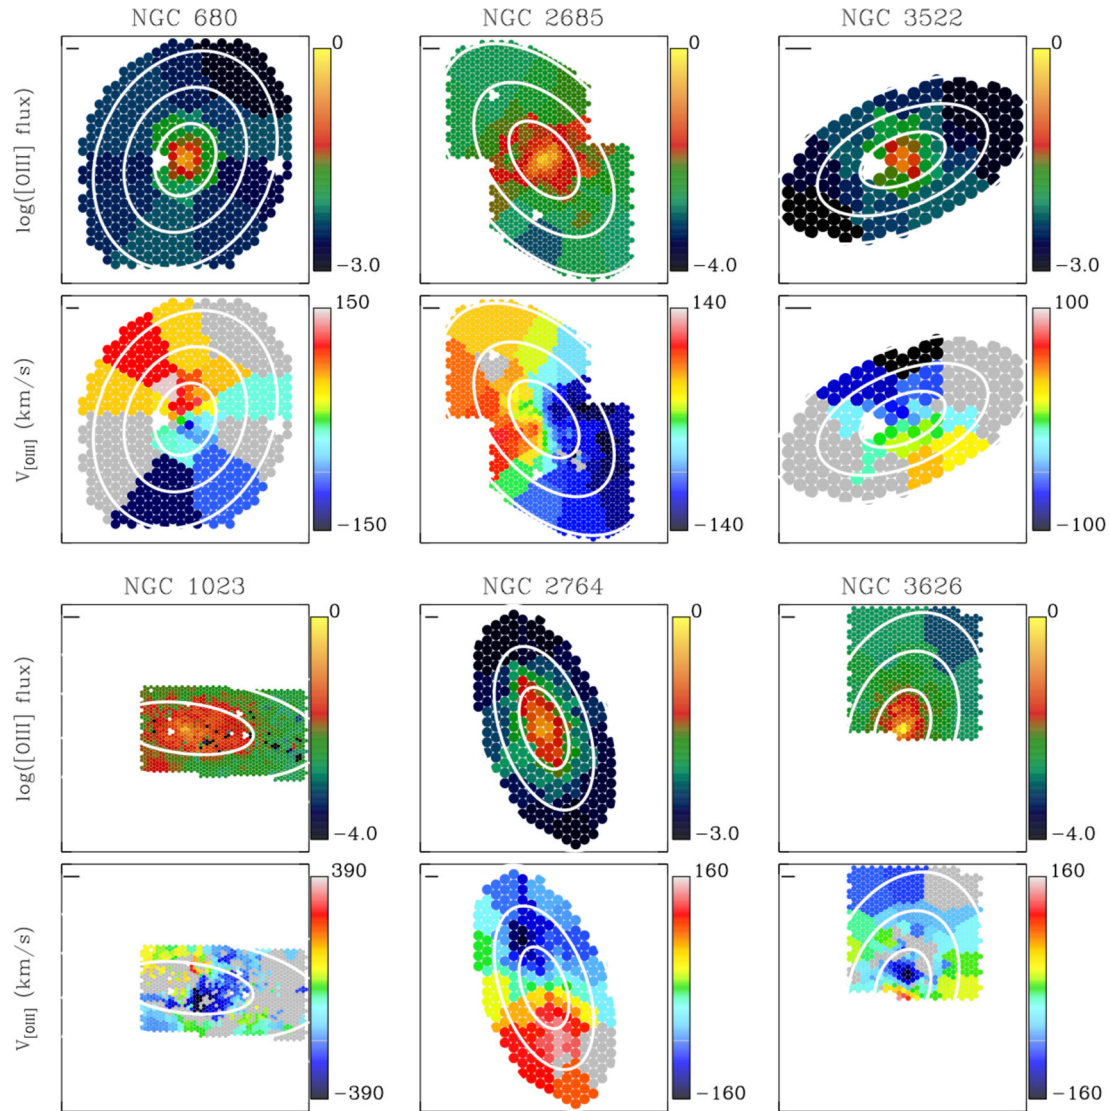 NGC 680 NGC 2685 NGC 3522
log([OIII] flux) 0 -3.0 0 -4.0 0 -3.0
V[OIII] (km/s) 150 -150 140 -140 100 -100
NGC 1023 NGC 2764 NGC 3626
log([OIII] flux) 0 -4.0 0 -3.0 0 -4.0
V[OIII] (km/s) 390 -390 160 -160 160 -160